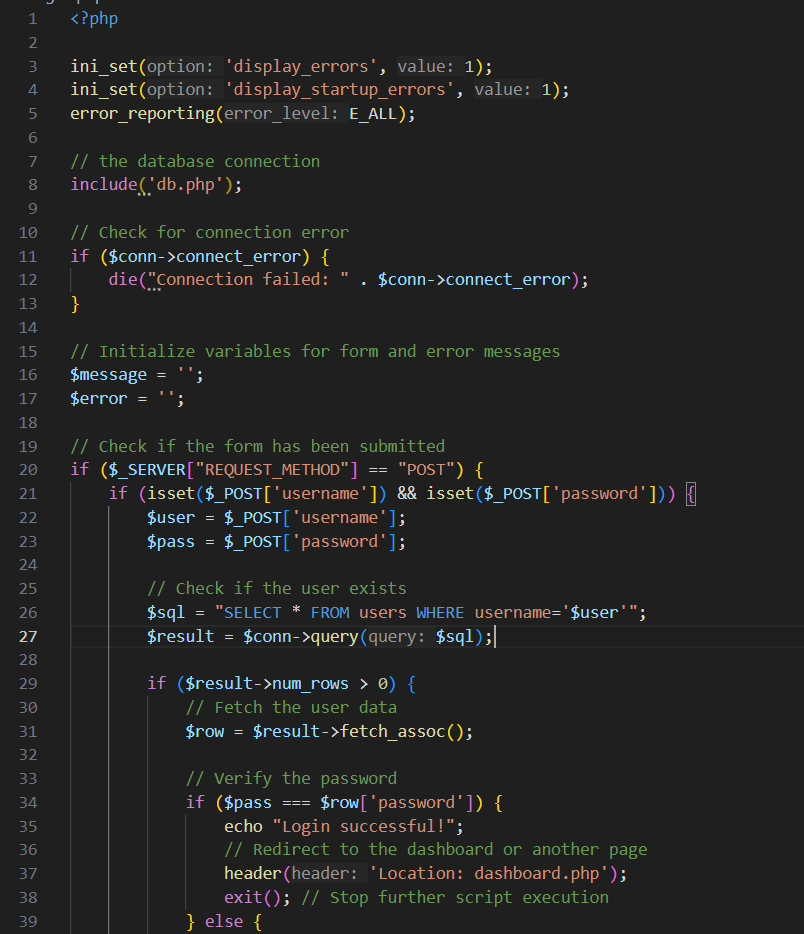 1 <?php
2
3 ini_set(option: 'display_errors', value: 1);
4 ini_set(option: 'display_startup_errors', value: 1);
5 error_reporting(error_level: E_ALL);
6
7 // the database connection
8 include('db.php');
9
10 // Check for connection error
11 if ($conn->connect_error) {
12     die("Connection failed: " . $conn->connect_error);
13 }
14
15 // Initialize variables for form and error messages
16 $message = '';
17 $error = '';
18
19 // Check if the form has been submitted
20 if ($_SERVER["REQUEST_METHOD"] == "POST") {
21     if (isset($_POST['username']) && isset($_POST['password'])) {
22         $user = $_POST['username'];
23         $pass = $_POST['password'];
24
25         // Check if the user exists
26         $sql = "SELECT * FROM users WHERE username='$user'";
27         $result = $conn->query(query: $sql);
28
29         if ($result->num_rows > 0) {
30             // Fetch the user data
31             $row = $result->fetch_assoc();
32
33             // Verify the password
34             if ($pass === $row['password']) {
35                 echo "Login successful!";
36                 // Redirect to the dashboard or another page
37                 header(header: 'Location: dashboard.php');
38                 exit(); // Stop further script execution
39             } else {